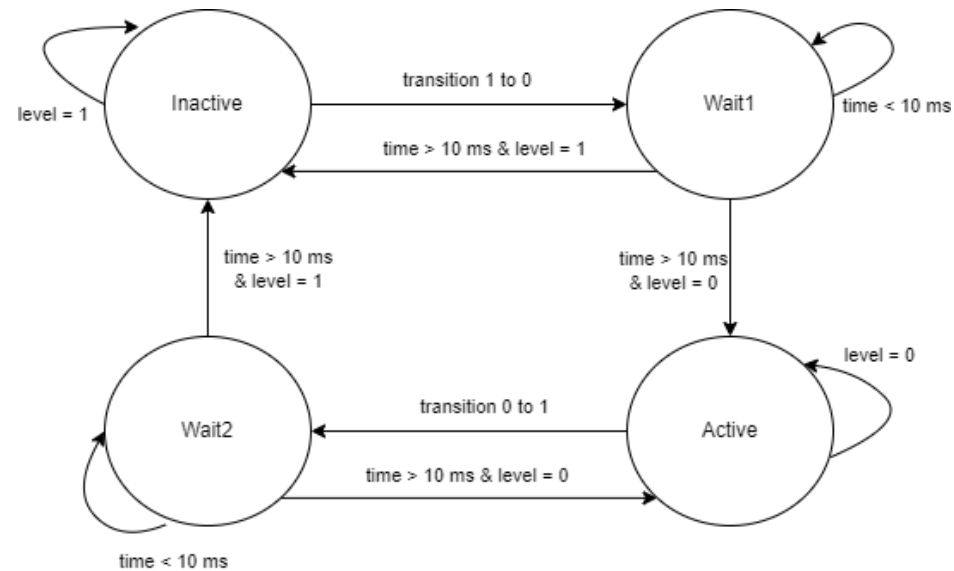 transition 1 to 0
Inactive
Wait1
level = 1
time < 10 ms
time > 10 ms & level = 1
time > 10 ms
& level = 1
time > 10 ms
& level = 0
level = 0
transition 0 to 1
Wait2
Active
time > 10 ms & level = 0
time < 10 ms